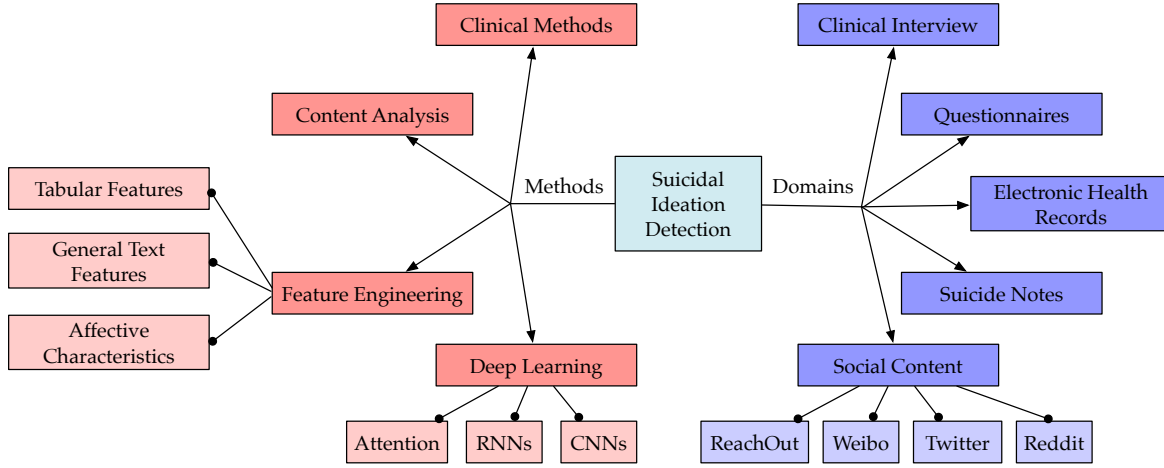 Clinical Methods
Clinical Interview
Content Analysis
Questionnaires
Methods
Suicidal
Ideation
Detection
Domains
Tabular Features
Electronic Health
Records
General Text
Features
Feature Engineering
Suicide Notes
Affective
Characteristics
Deep Learning
Social Content
Attention
RNNs
CNNs
ReachOut
Weibo
Twitter
Reddit